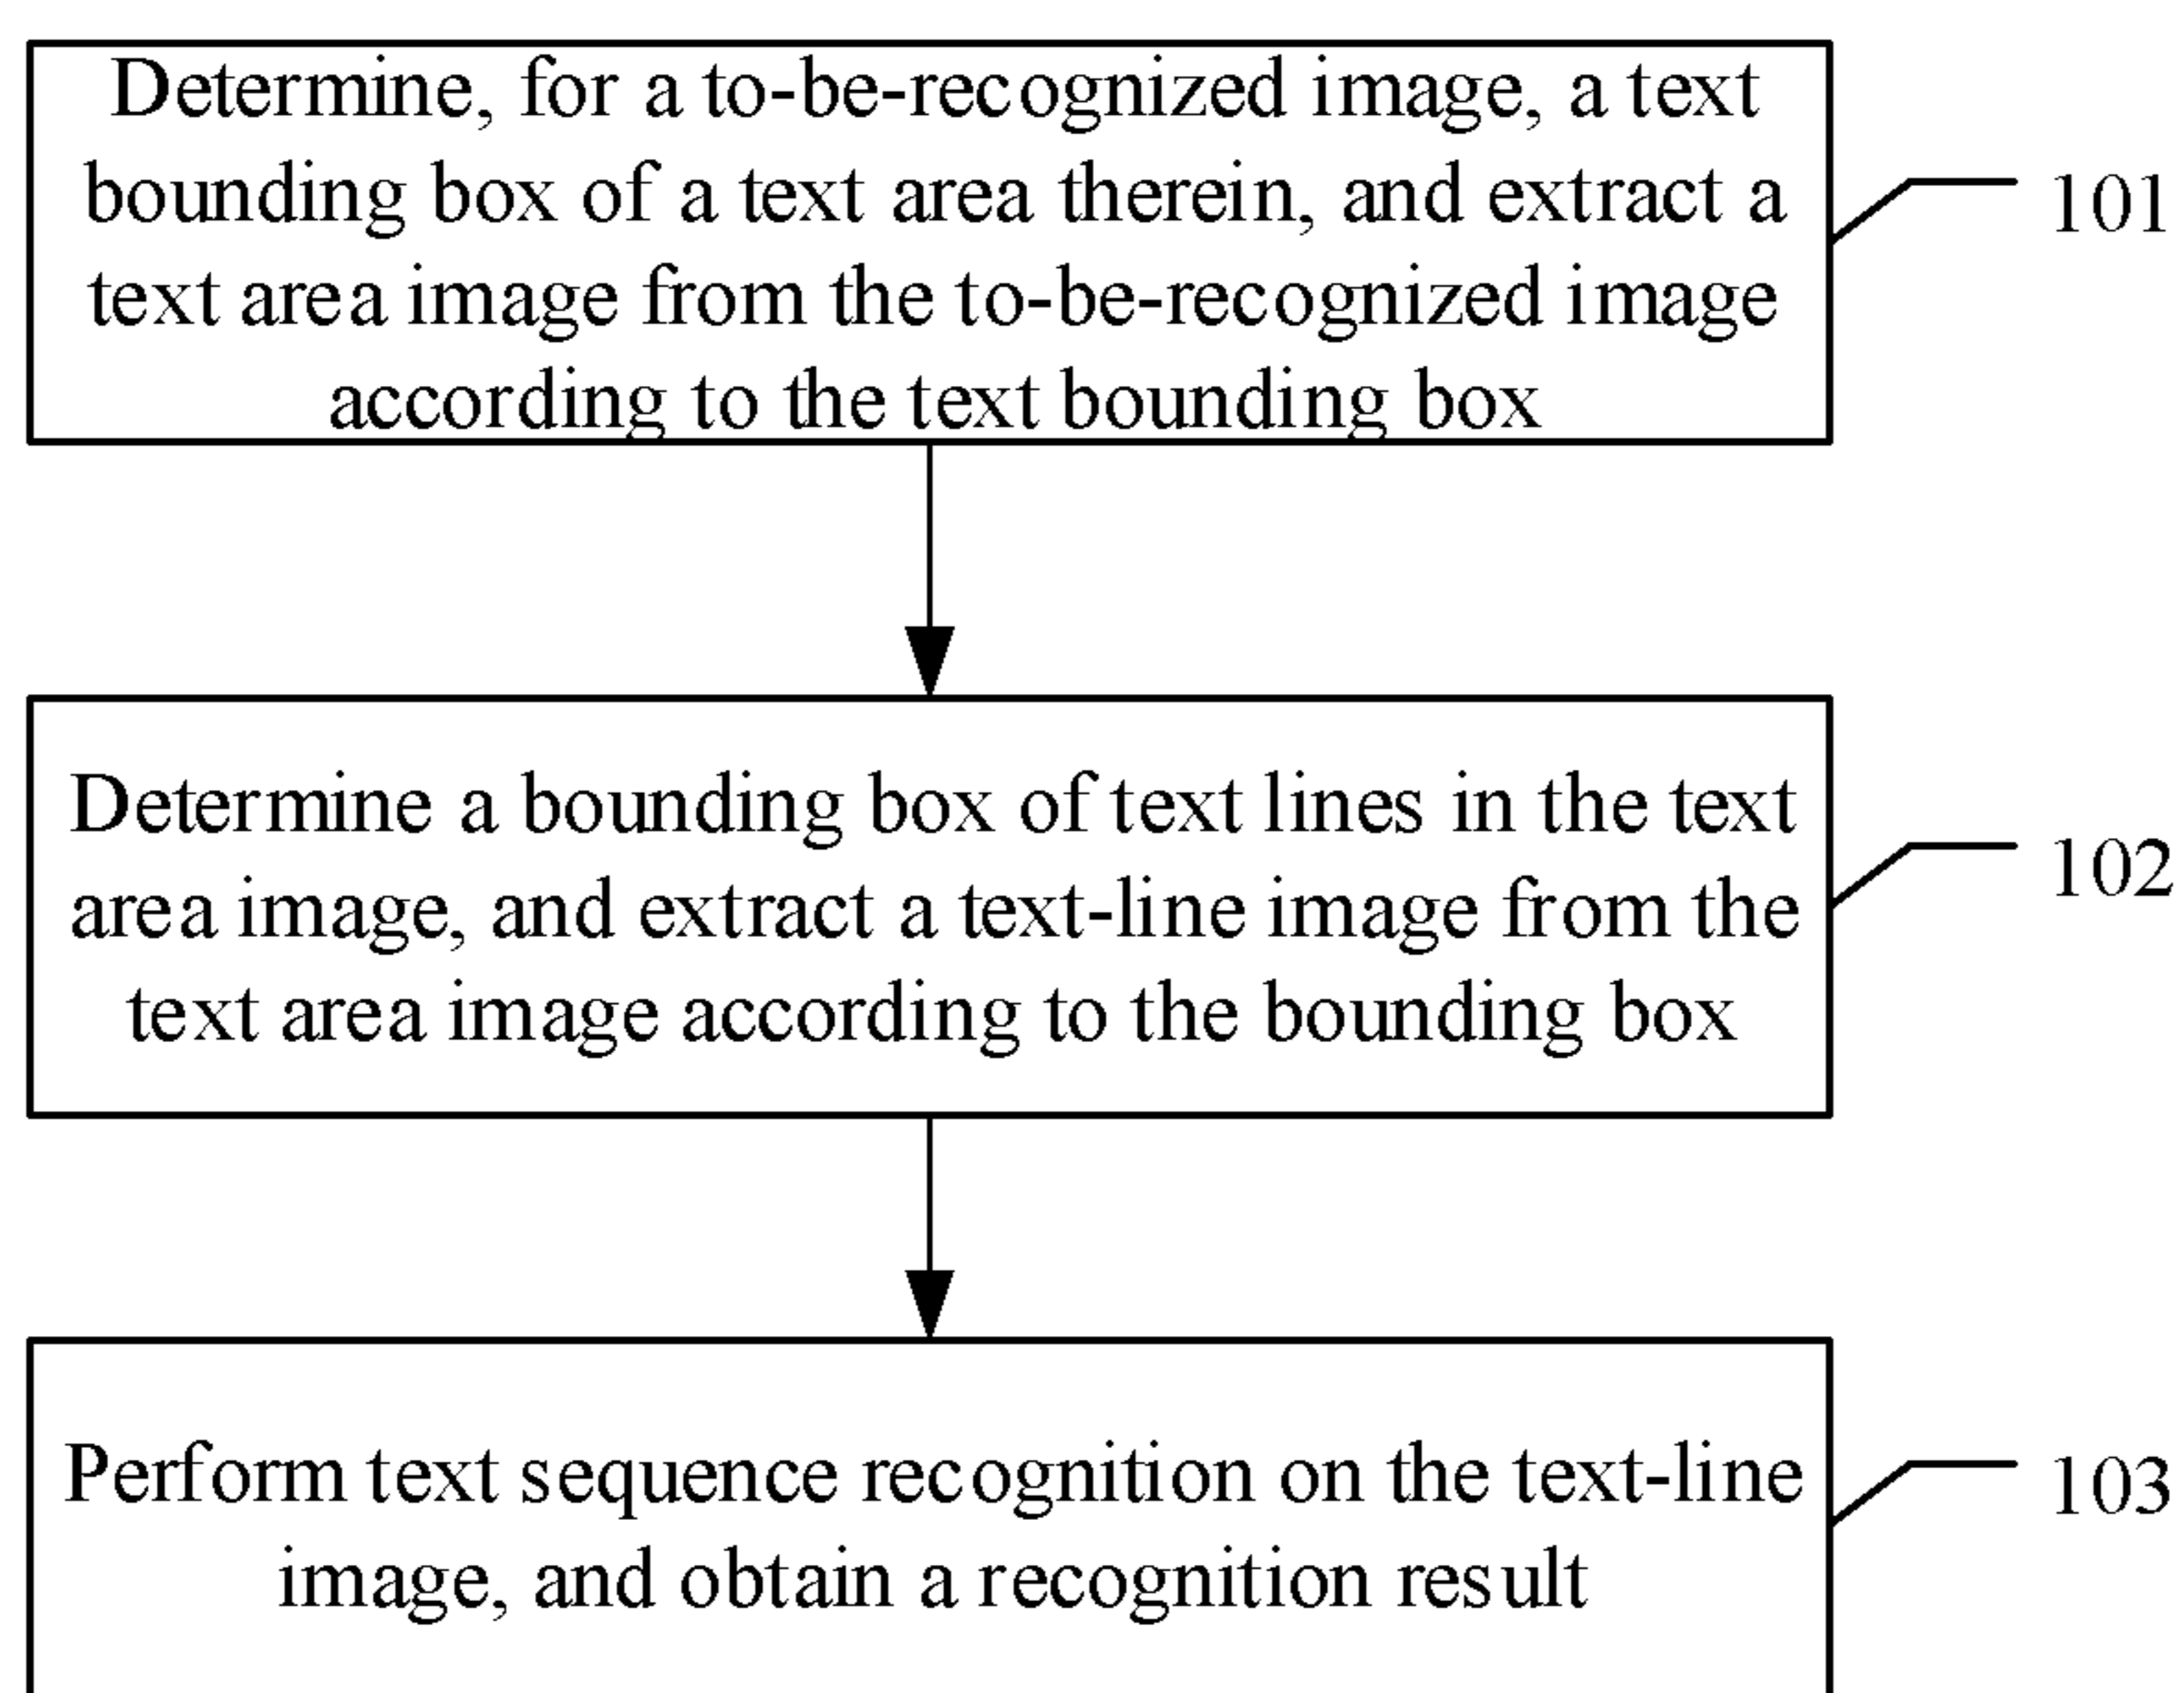 Determine, for a to-be-recognized image, a text
bounding box of a text area therein, and extract a
text area image from the to-be-recognized image
according to the text bounding box
101
Determine a bounding box of text lines in the text
area image, and extract a text-line image from the
text area image according to the bounding box
102
Perform text sequence recognition on the text-line
image, and obtain a recognition result
103